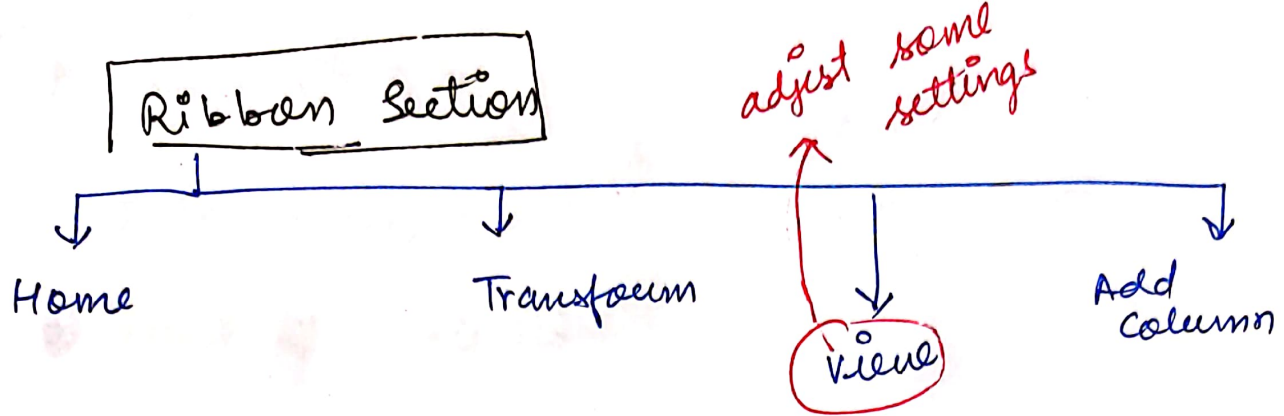 Ribbon Section
adjust some
settings
Home
Transform
View
Add
Column